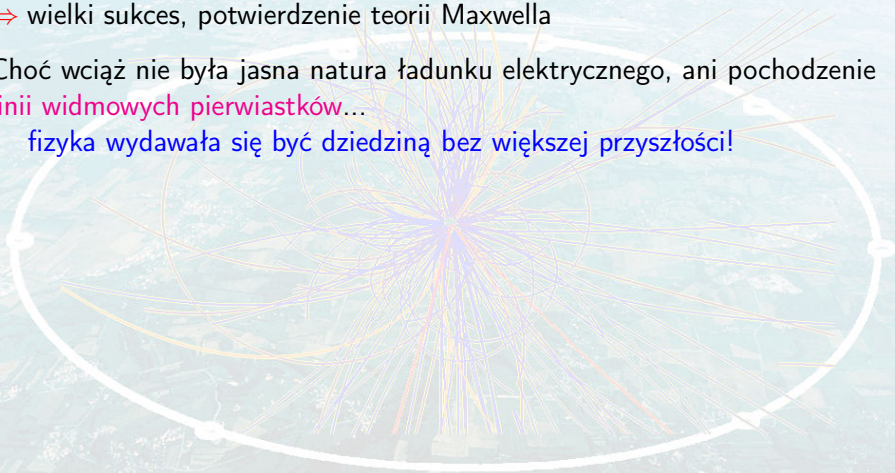 ⇒ wielki sukces, potwierdzenie teorii Maxwella
Choć wciąż nie była jasna natura ładunku elektrycznego, ani pochodzenie
linii widmowych pierwiastków...
fizyka wydawała się być dziedziną bez większej przyszłości!